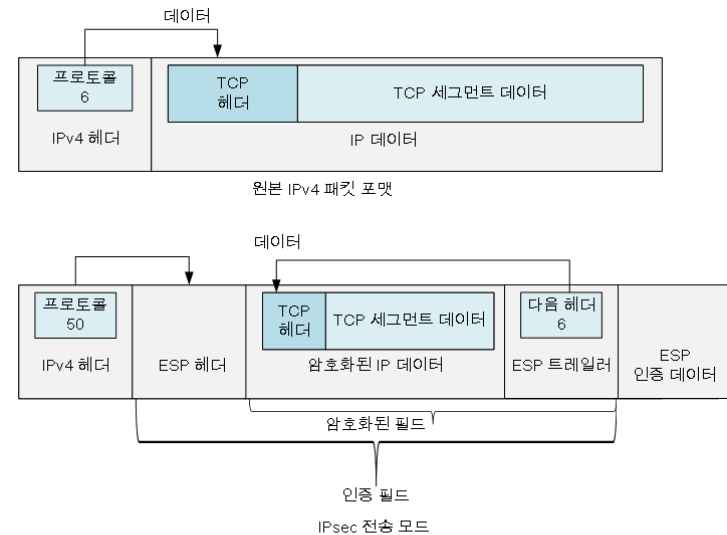 데이터
프로토콜
6
TCP
헤더
TCP 세그먼트 데이터
IPv4 헤더
IP 데이터
원본 IPv4 패킷 포맷
데이터
프로토콜
50
TCP
헤더
TCP 세그먼트 데이터
다음 헤더
6
IPv4 헤더
ESP 헤더
암호화된 IP 데이터
ESP 트레일러
ESP
인증 데이터
암호화된 필드
인증 필드
IPsec 전송 모드